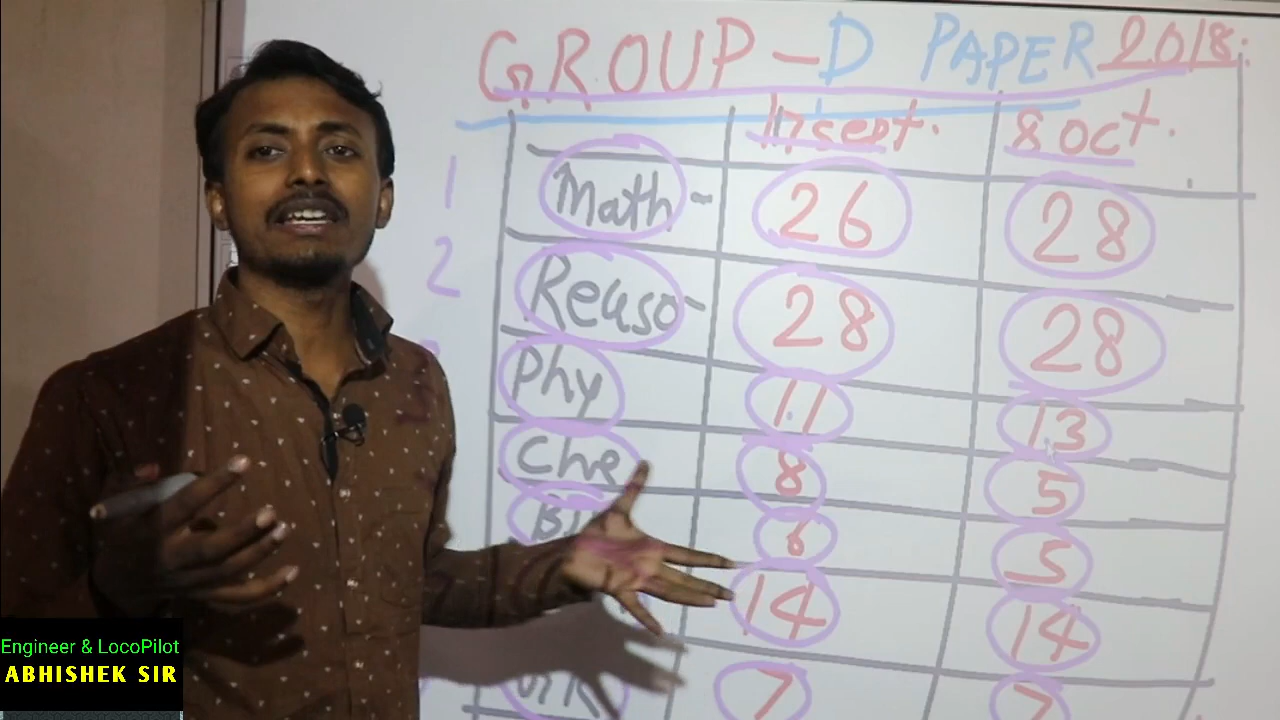 GROUP-D PAPER 2018:
17 sept. 8 oct.
1 Math - 26 28
2 Reaso- 28 28
Phy 11 13
Che 8 5
6 5
14 14
7 7
Engineer & LocoPilot
ABHISHEK SIR